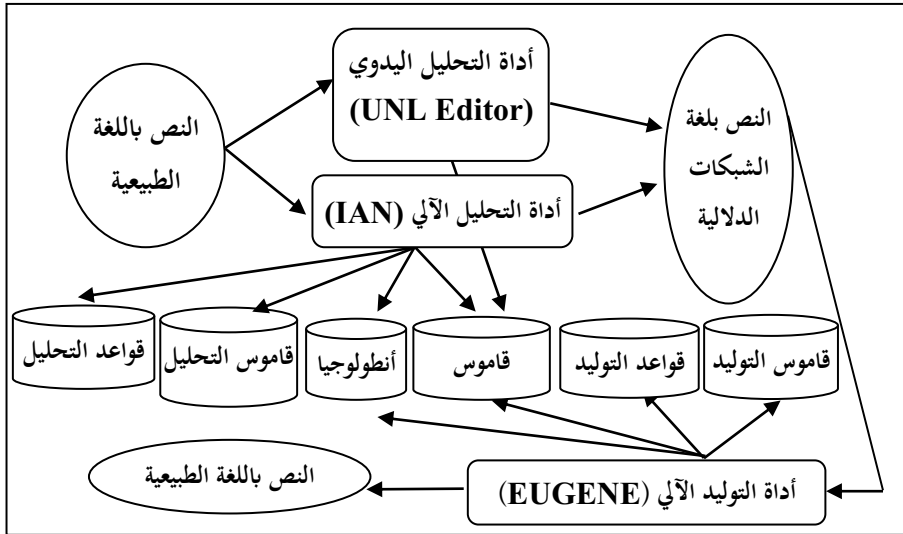 أداة التحليل اليدوي
(UNL Editor)
النص باللغة
الطبيعية
النص بلغة
الشبكات
الدلالية
أداة التحليل الآلي (IAN)
قاموس التوليد
قواعد التوليد
قاموس
أنطولوجيا
قاموس التحليل
قواعد التحليل
أداة التوليد الآلي (EUGENE)
النص باللغة الطبيعية